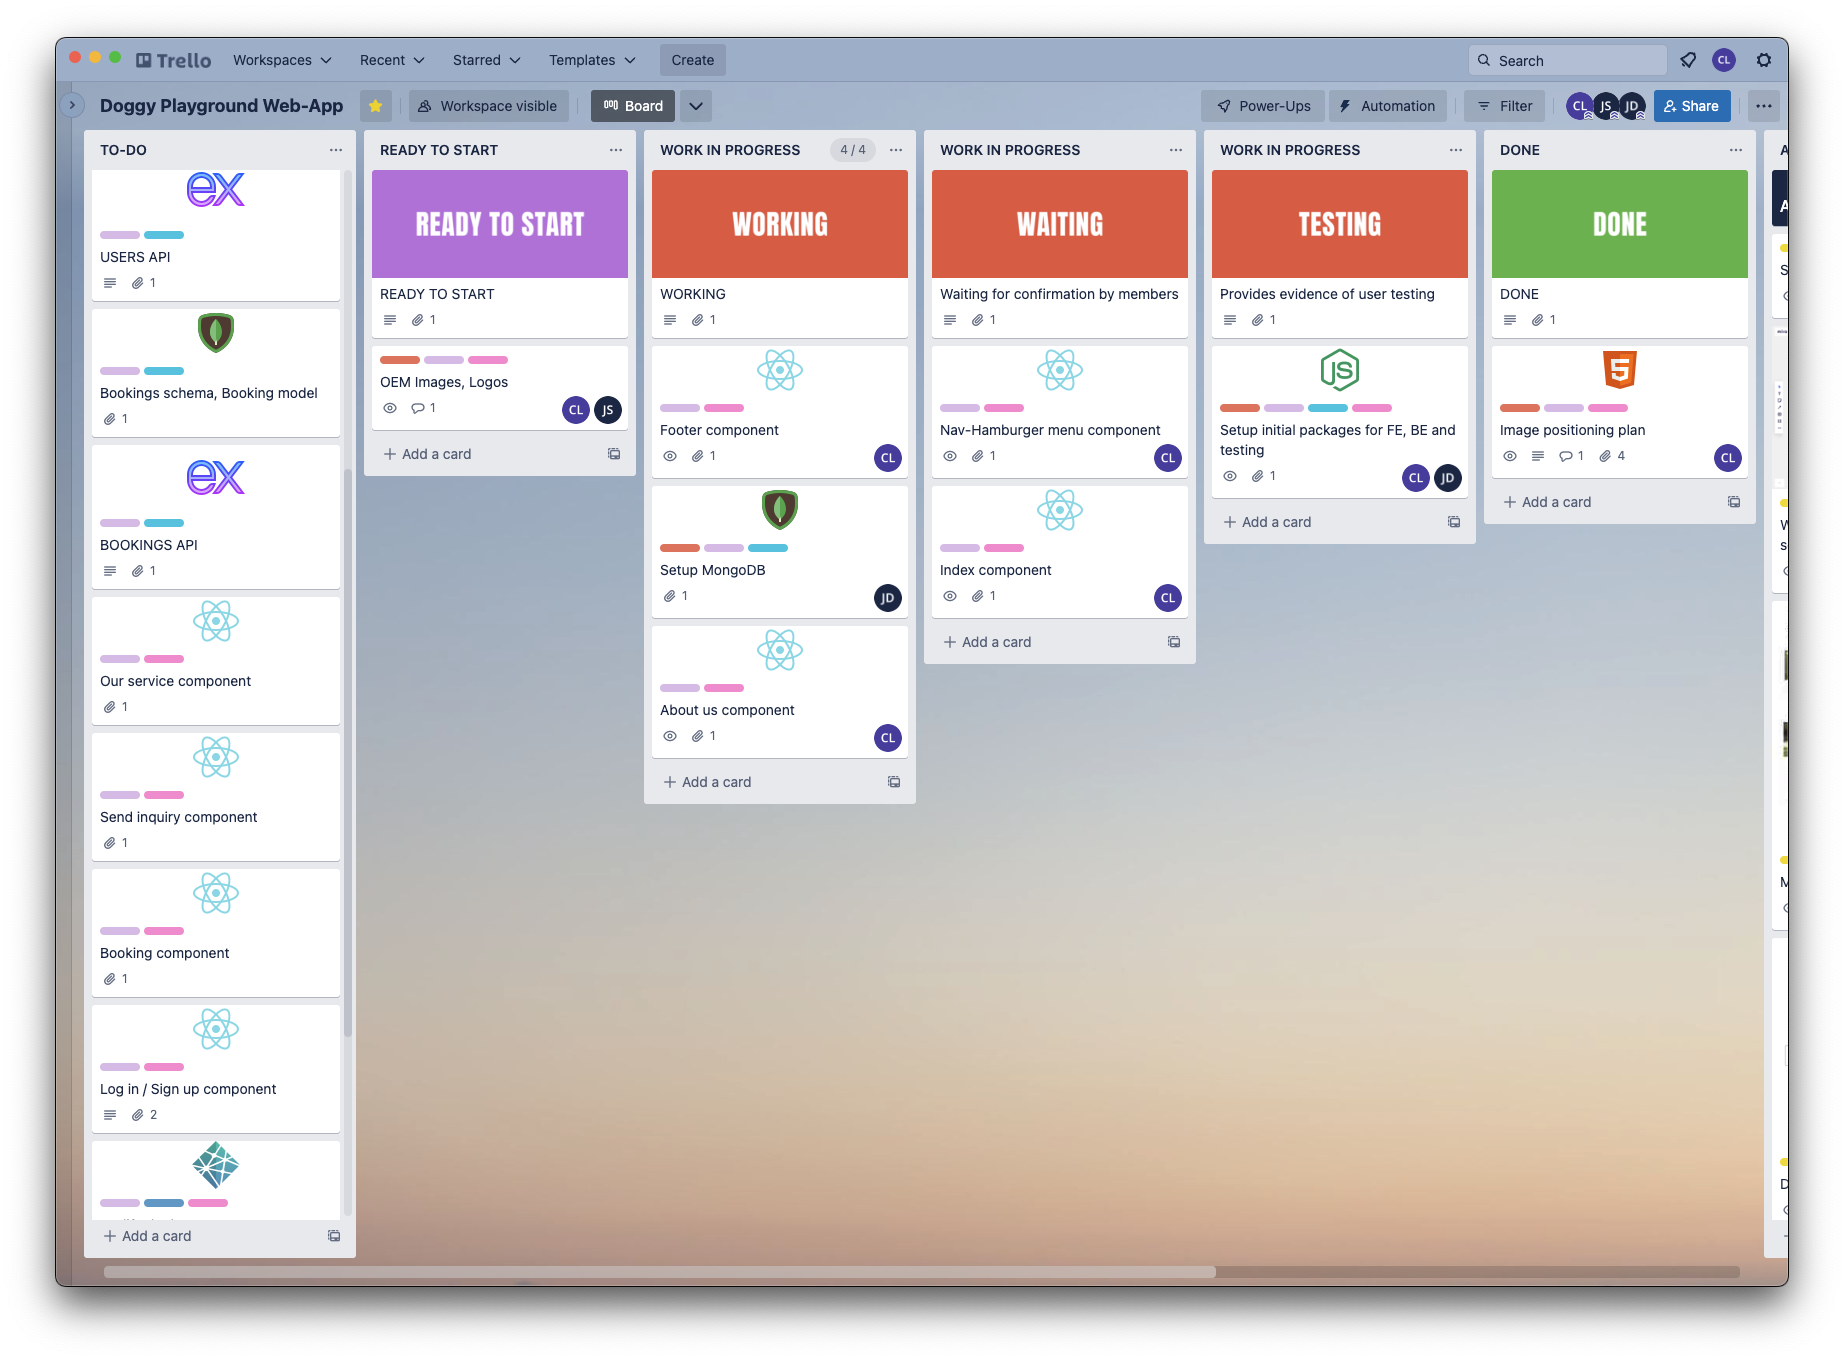 Trello
Workspaces
Recent
Starred
Templates
Create
Search
CL
Doggy Playground Web-App
Workspace visible
Board
Power-Ups
Automation
Filter
CL
JS
JD
Share
TO-DO
ex
USERS API
1
Bookings schema, Booking model
1
ex
BOOKINGS API
1
Our service component
1
Send inquiry component
1
Booking component
1
Log in / Sign up component
2
Add a card
READY TO START
READY TO START
READY TO START
1
OEM Images, Logos
1
CL
JS
Add a card
WORK IN PROGRESS
4 / 4
WORKING
WORKING
1
Footer component
1
CL
Setup MongoDB
1
JD
About us component
1
CL
Add a card
WORK IN PROGRESS
WAITING
Waiting for confirmation by members
1
Nav-Hamburger menu component
1
CL
Index component
1
CL
Add a card
WORK IN PROGRESS
TESTING
Provides evidence of user testing
1
JS
Setup initial packages for FE, BE and
testing
1
CL
JD
Add a card
DONE
DONE
DONE
1
5
Image positioning plan
1
4
CL
Add a card